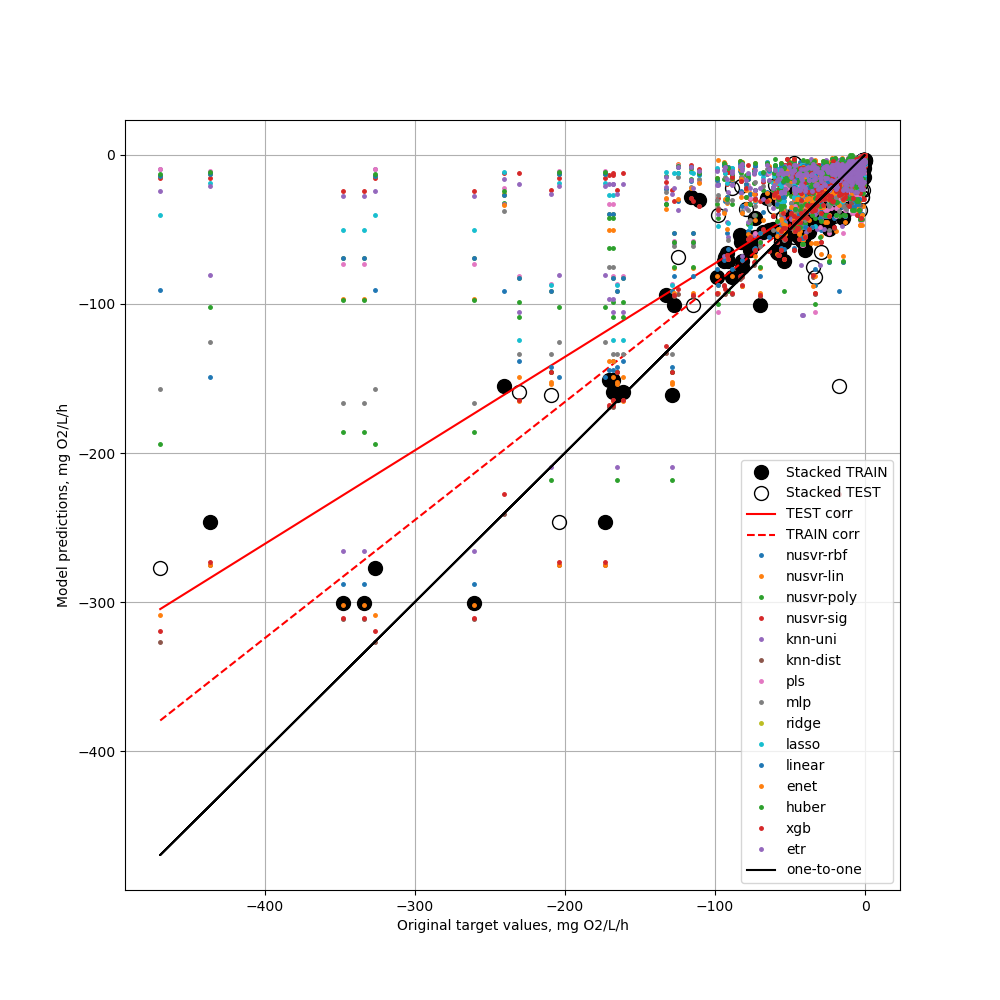 0
−100
−200
−300
−400
Model predictions, mg O2/L/h
−400
−300
−200
−100
0
Original target values, mg O2/L/h
Stacked TRAIN
Stacked TEST
TEST corr
TRAIN corr
nusvr-rbf
nusvr-lin
nusvr-poly
nusvr-sig
knn-uni
knn-dist
pls
mlp
ridge
lasso
linear
enet
huber
xgb
etr
one-to-one